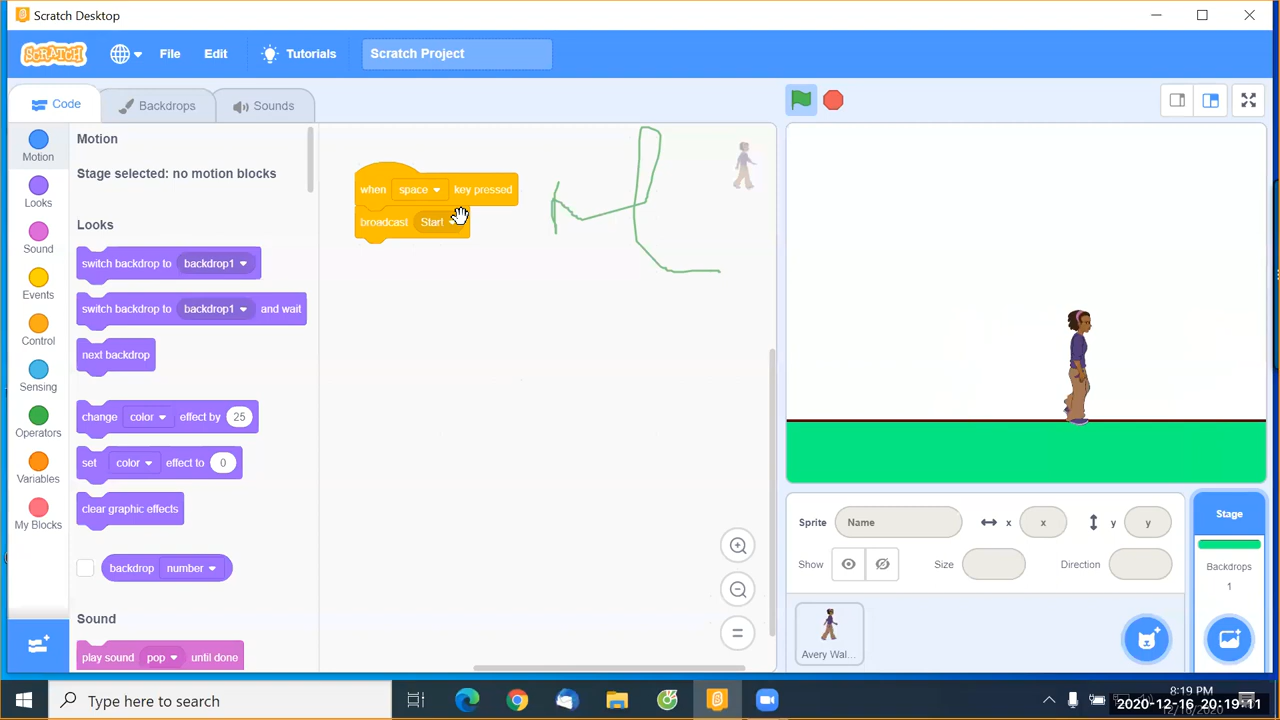 Scratch Desktop
SCRATCH File Edit Tutorials Scratch Project
Code Backdrops Sounds
Motion
Looks
Sound
Events
Control
Sensing
Operators
Variables
My Blocks
Motion
Stage selected: no motion blocks
Looks
switch backdrop to backdrop1
switch backdrop to backdrop1 and wait
next backdrop
change color effect by 25
set color effect to 0
clear graphic effects
backdrop number
Sound
play sound pop until done
when space key pressed
broadcast Start
Sprite Name x x y y
Show Size Direction
Avery Wal...
Stage
Backdrops
1
Type here to search
8:19 PM
2020-12-16 20:19:11